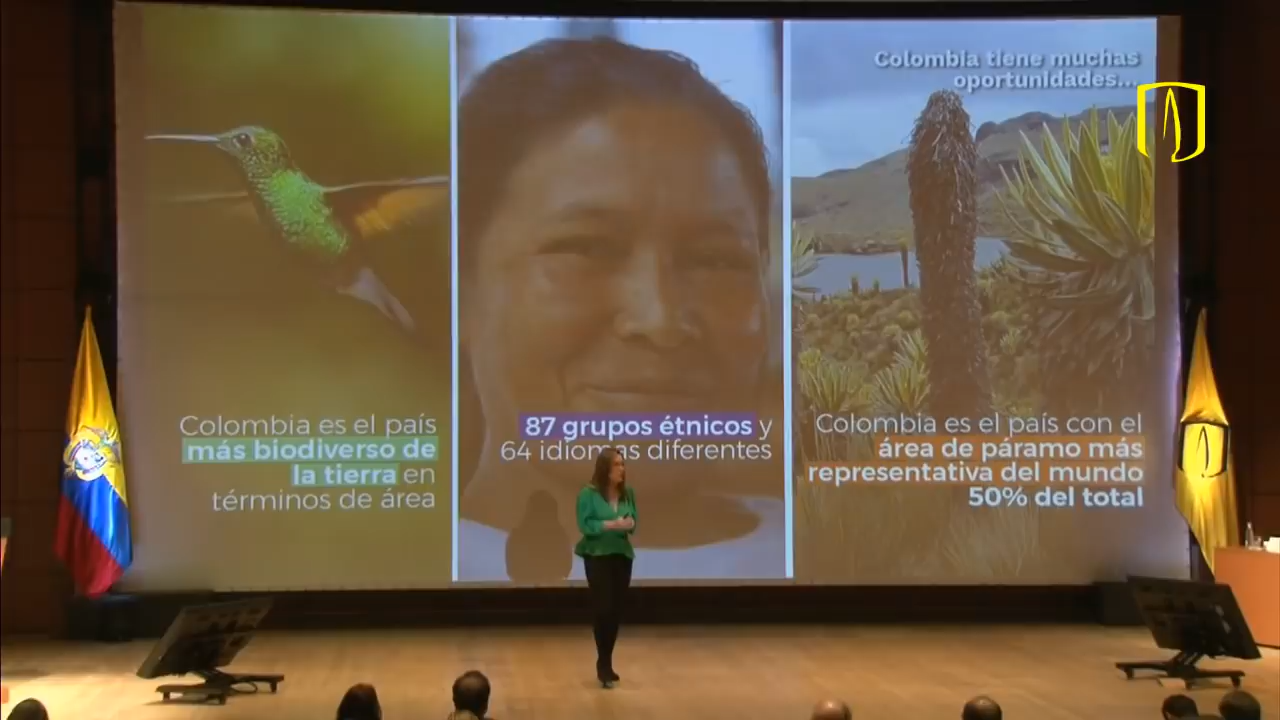 Colombia tiene muchas
oportunidades...
Colombia es el país
más biodiverso de
la tierra en
términos de área
87 grupos étnicos y
64 idiomas diferentes
Colombia es el país con el
área de páramo más
representativa del mundo
50% del total